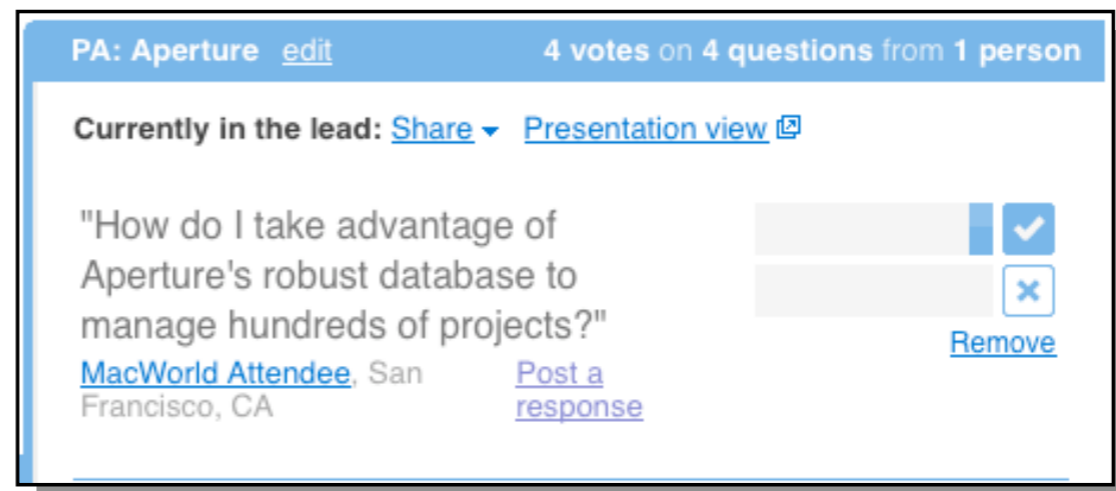 PA: Aperture edit 4 votes on 4 questions from 1 person
Currently in the lead: Share Presentation view
"How do I take advantage of
Aperture's robust database to
manage hundreds of projects?"
Remove
MacWorld Attendee, San
Francisco, CA
Post a
response